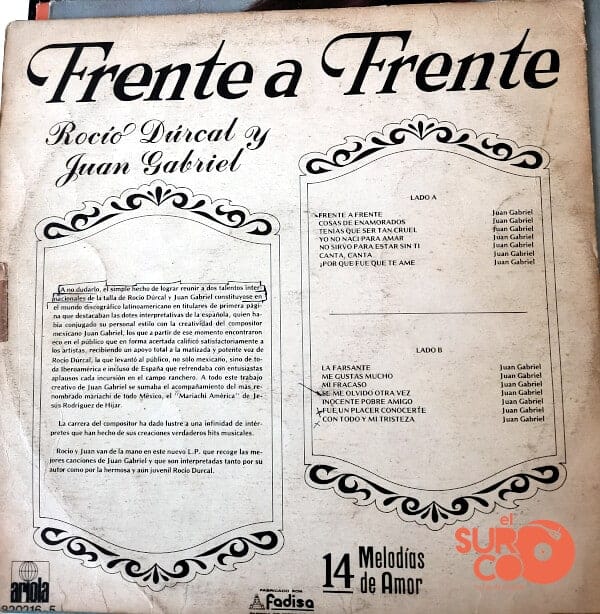 Frente a Frente
Rocío Dúrcal y
Juan Gabriel
A no dudarlo, el simple hecho de lograr reunir a dos talentos inter-
nacionales de la talla de Rocío Dúrcal y Juan Gabriel constituyose en
el mundo discográfico latinoamericano en titulares de primera pági-
na que destacaban las dotes interpretativas de la española, quien ha-
bía conjugado su personal estilo con la creatividad del compositor
mexicano Juan Gabriel, los que a partir de ese momento encontraron
eco en el público que en forma acertada calificó satisfactoriamente a
los artistas, recibiendo un apoyo total a la matizada y potente voz de
Rocío Dúrcal, la que levantó al público, no sólo mexicano, sino de to-
da Iberoamérica e incluso de España que refrendaba con entusiastas
aplausos cada incursión en el campo ranchero. A todo este trabajo
creativo de Juan Gabriel se sumaba el acompañamiento del más re-
nombrado mariachi de todo México, el "Mariachi América" de Je-
sús Rodríguez de Hijar.
La carrera del compositor ha dado lustre a una infinidad de intér-
pretes que han hecho de sus creaciones verdaderos hits musicales.
Rocío y Juan van de la mano en este nuevo L.P. que recoge las me-
jores canciones de Juan Gabriel y que son interpretadas tanto por su
autor como por la hermosa y aún juvenil Rocío Durcal.
LADO A
FRENTE A FRENTE Juan Gabriel
COSAS DE ENAMORADOS Juan Gabriel
TENIAS QUE SER TAN CRUEL Juan Gabriel
YO NO NACI PARA AMAR Juan Gabriel
NO SIRVO PARA ESTAR SIN TI Juan Gabriel
CANTA, CANTA Juan Gabriel
¡POR QUE FUE QUE TE AME Juan Gabriel
LADO B
LA FARSANTE Juan Gabriel
ME GUSTAS MUCHO Juan Gabriel
MI FRACASO Juan Gabriel
SE ME OLVIDO OTRA VEZ Juan Gabriel
INOCENTE POBRE AMIGO Juan Gabriel
FUE UN PLACER CONOCERTE Juan Gabriel
CON TODO Y MI TRISTEZA Juan Gabriel
14 Melodías
de Amor
ariola
820216-5
FABRICADO POR
Fadisa
el
SURCO